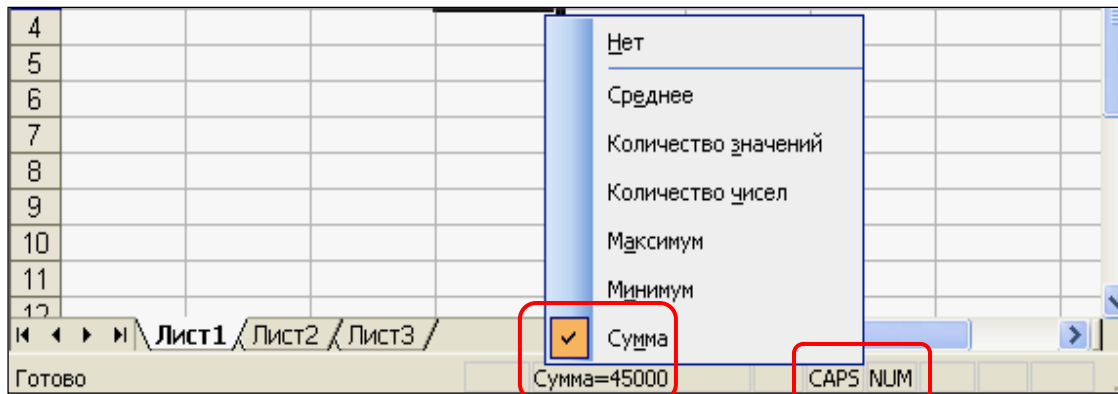 4
Нет
5
6
Среднее
7
Количество значений
8
9
Количество чисел
10
Максимум
11
Минимум
12
Лист1 Лист2 Лист3
Сумма
Готово
Сумма=45000
CAPS NUM